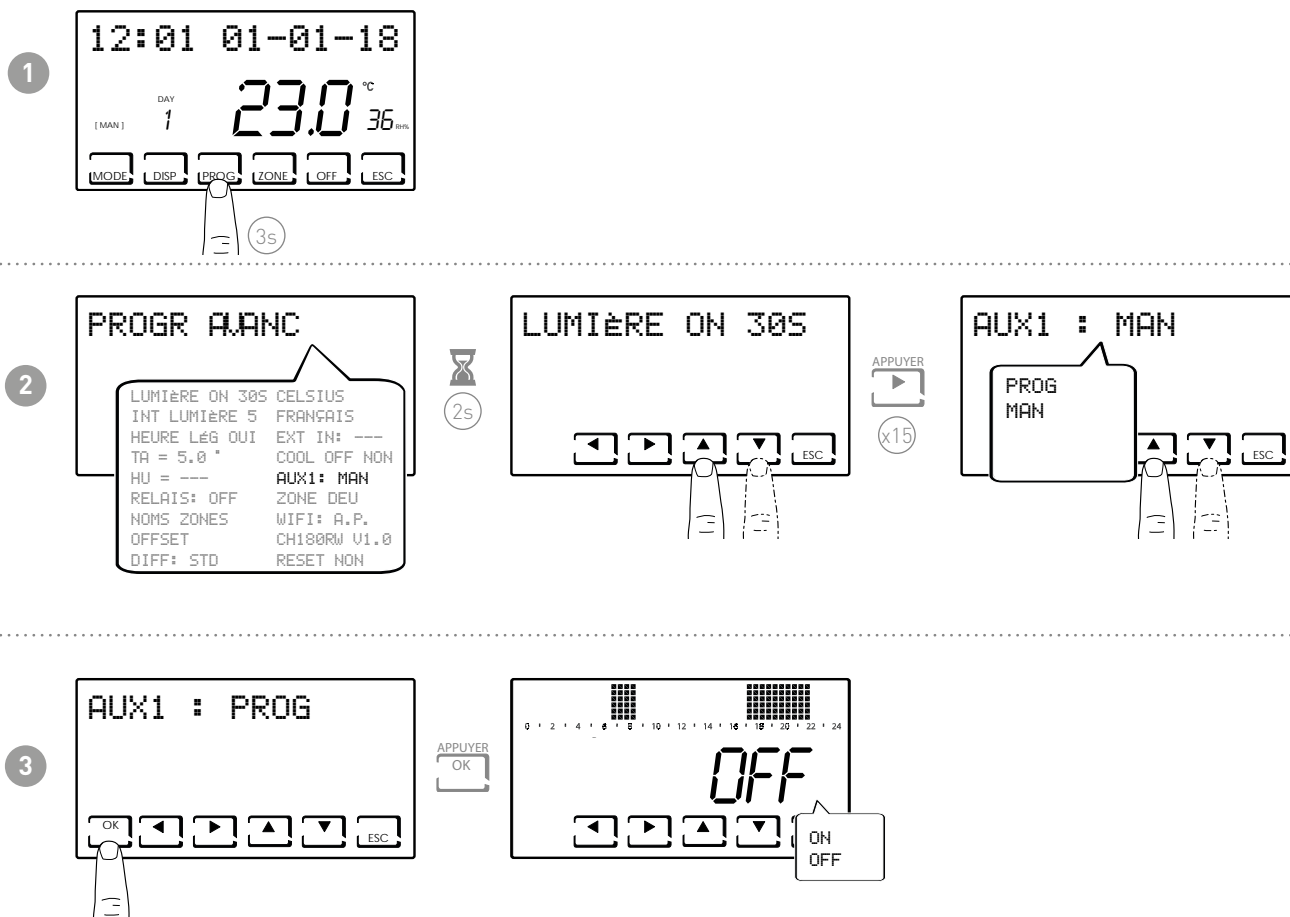 1
12:01 01-01-18
[ MAN ]
DAY
1
23.0 °C
36 RH%
MODE DISP PROG ZONE OFF ESC
3s
2
PROGR AVANC
LUMIÈRE ON 30S CELSIUS
INT LUMIÈRE 5 FRANÇAIS
HEURE LÉG OUI EXT IN: ---
TA = 5.0 ° COOL OFF NON
HU = --- AUX1: MAN
RELAIS: OFF ZONE DEU
NOMS ZONES WIFI: A.P.
OFFSET CH180RW V1.0
DIFF: STD RESET NON
2s
LUMIÈRE ON 30S
ESC
APPUYER
x15
AUX1 : MAN
PROG
MAN
ESC
3
AUX1 : PROG
OK ESC
APPUYER
OK
0 2 4 6 8 10 12 14 16 18 20 22 24
OFF
ON
OFF